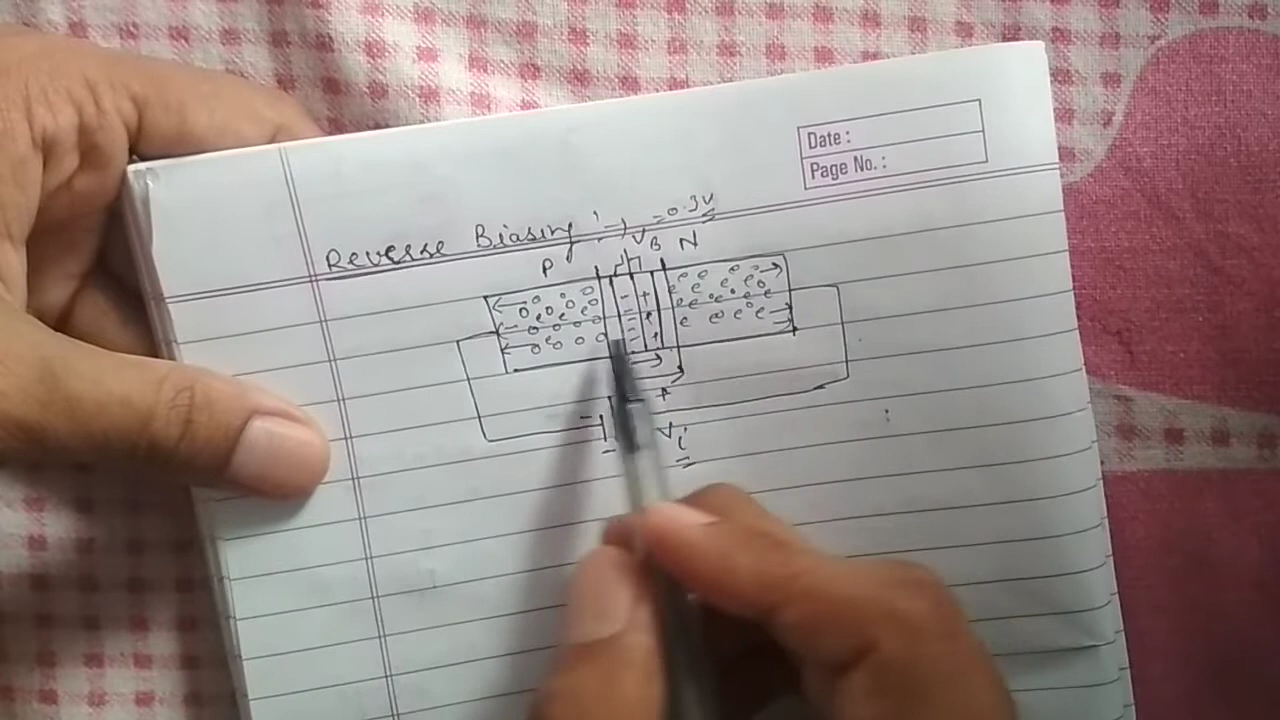 Date :
Page No. :
Reverse Biasing :→ VB = 0.3V
P N
Vi